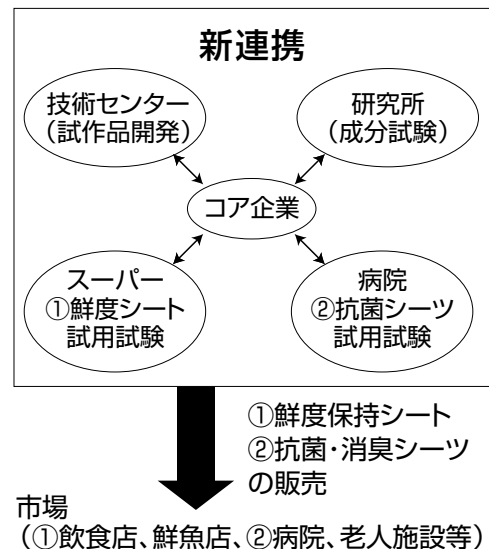 新連携
技術センター
（試作品開発）
研究所
（成分試験）
コア企業
スーパー
①鮮度シート
試用試験
病院
②抗菌シーツ
試用試験
①鮮度保持シート
②抗菌・消臭シーツ
の販売
市場
（①飲食店、鮮魚店、②病院、老人施設等）